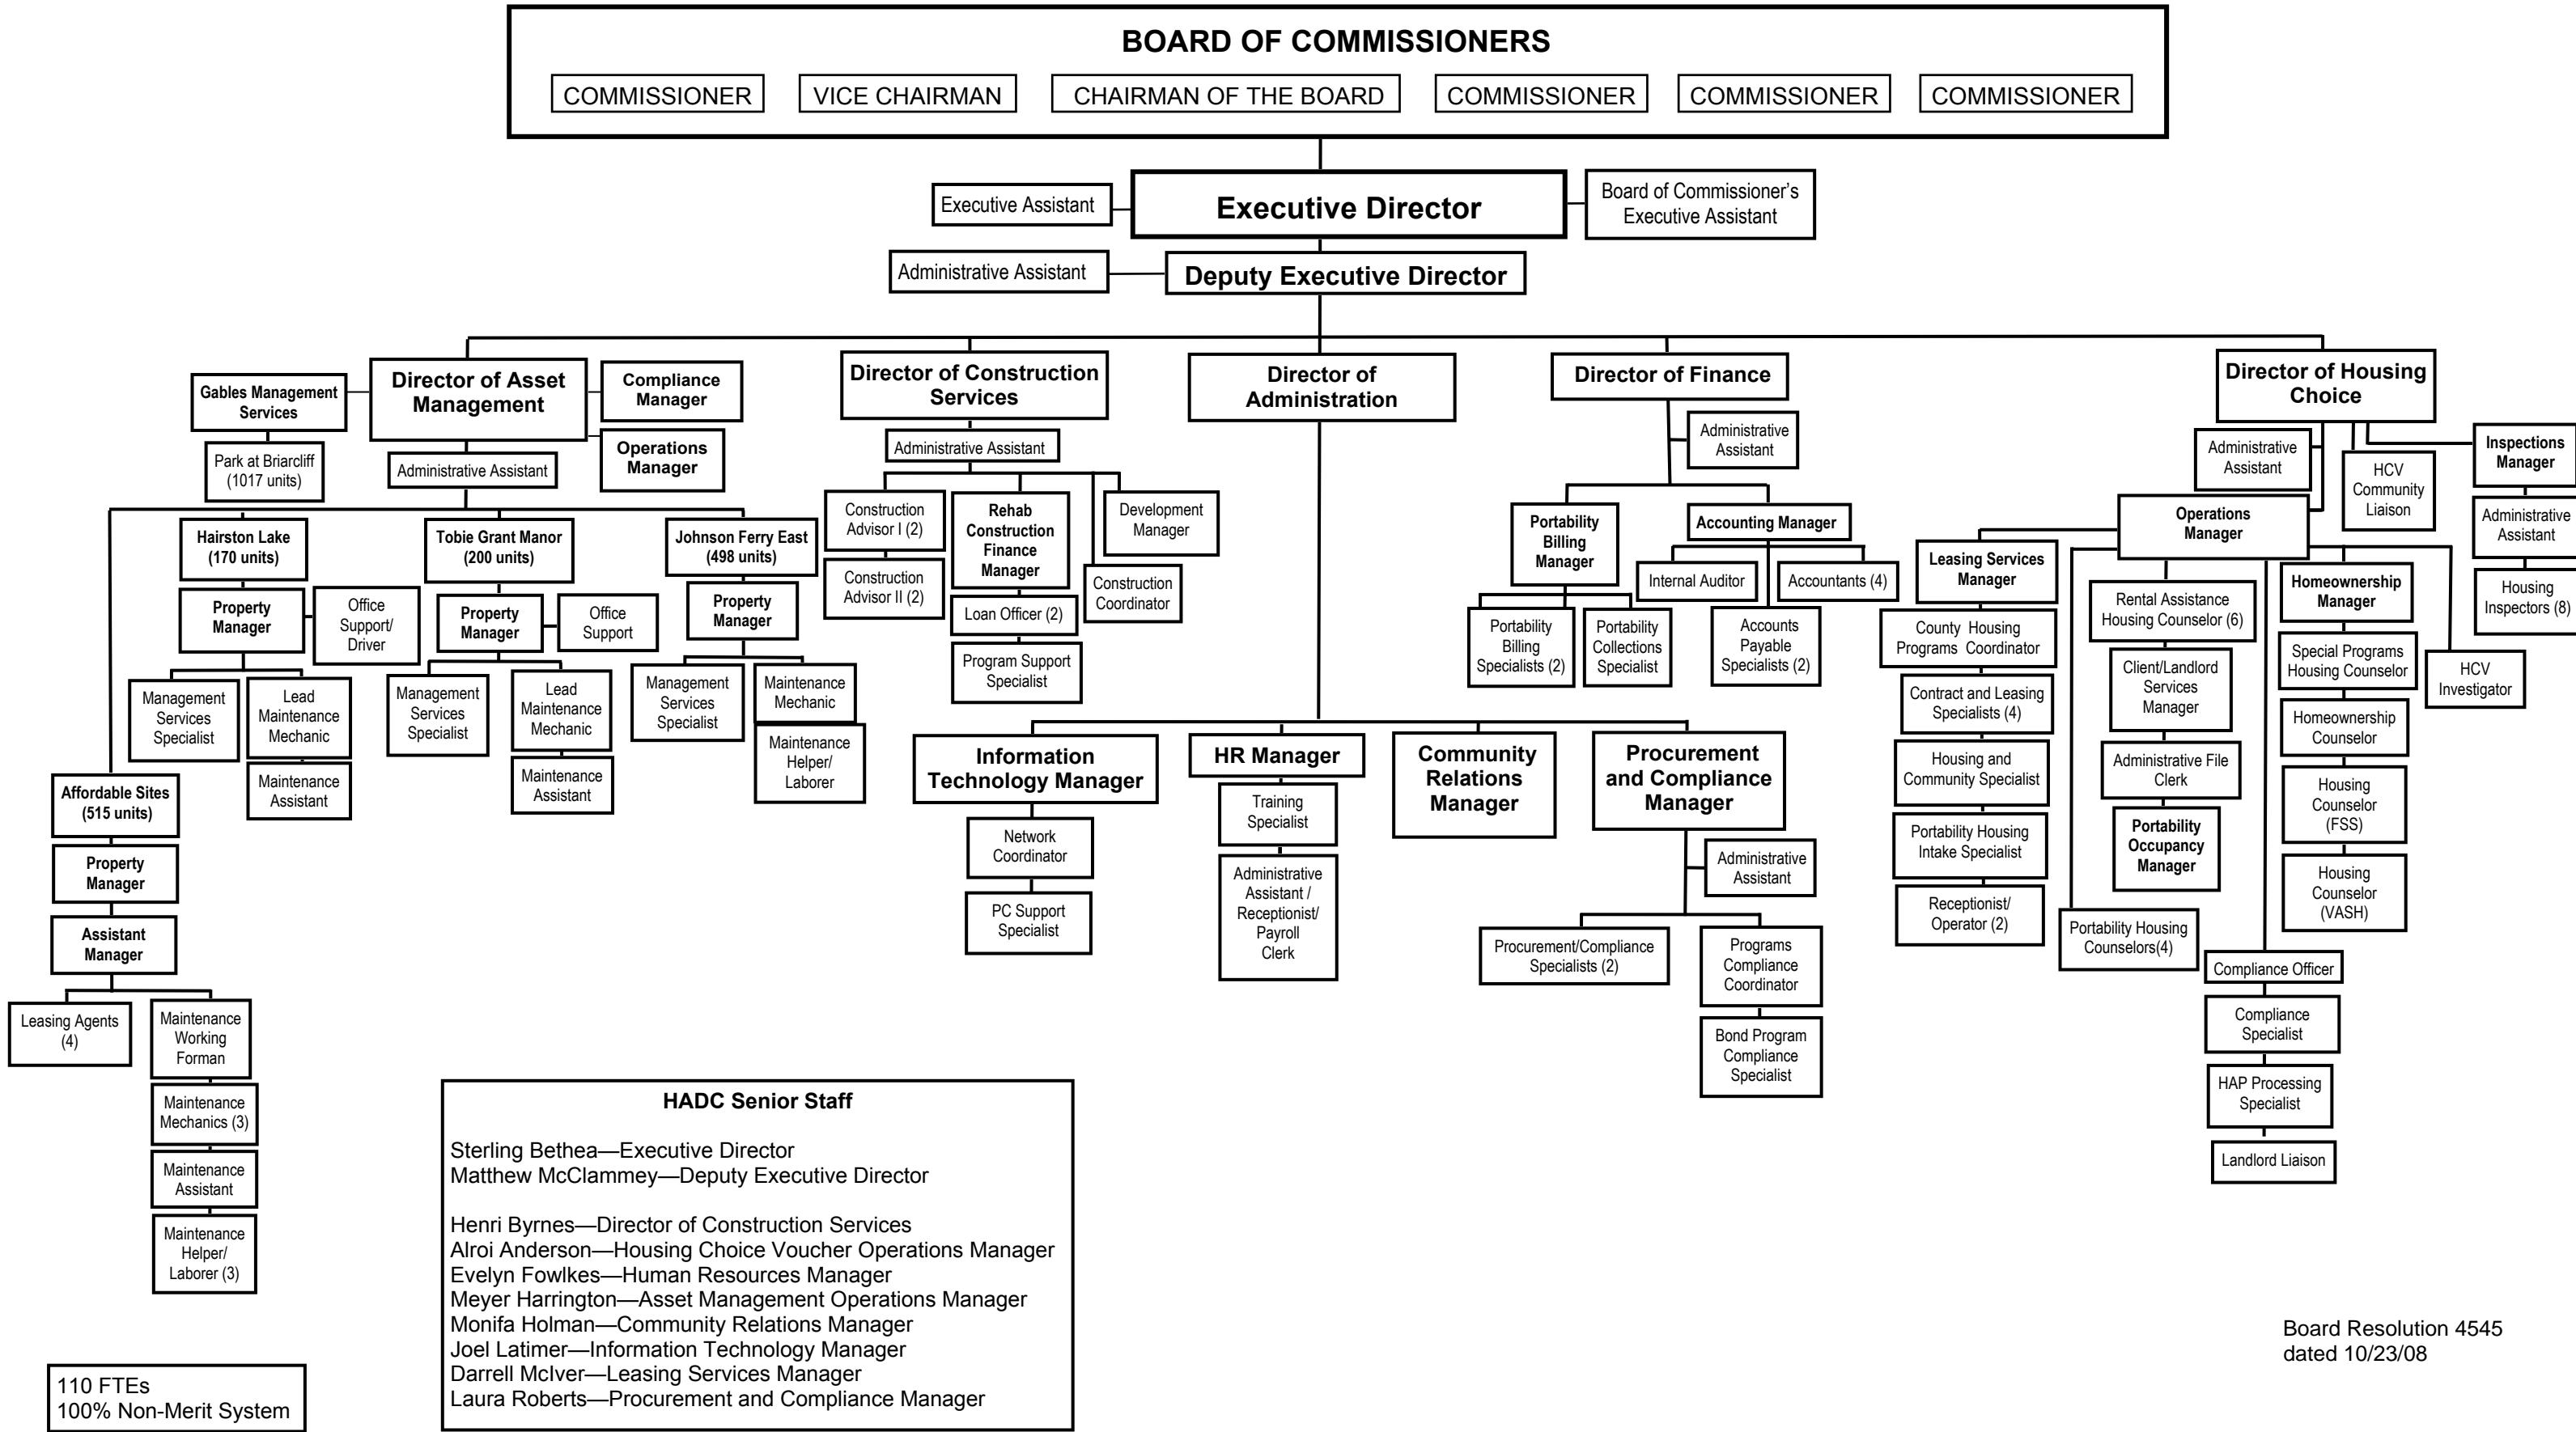 BOARD OF COMMISSIONERS
COMMISSIONER
VICE CHAIRMAN
CHAIRMAN OF THE BOARD
COMMISSIONER
COMMISSIONER
COMMISSIONER
Executive Assistant
Executive Director
Board of Commissioner’s
Executive Assistant
Administrative Assistant
Deputy Executive Director
Gables Management
Services
Park at Briarcliff
(1017 units)
Director of Asset
Management
Compliance
Manager
Operations
Manager
Administrative Assistant
Hairston Lake
(170 units)
Property
Manager
Office
Support/
Driver
Management
Services
Specialist
Lead
Maintenance
Mechanic
Maintenance
Assistant
Tobie Grant Manor
(200 units)
Property
Manager
Office
Support
Management
Services
Specialist
Lead
Maintenance
Mechanic
Maintenance
Assistant
Johnson Ferry East
(498 units)
Property
Manager
Management
Services
Specialist
Maintenance
Mechanic
Maintenance
Helper/
Laborer
Affordable Sites
(515 units)
Property
Manager
Assistant
Manager
Leasing Agents
(4)
Maintenance
Working
Forman
Maintenance
Mechanics (3)
Maintenance
Assistant
Maintenance
Helper/
Laborer (3)
Director of Construction
Services
Administrative Assistant
Construction
Advisor I (2)
Construction
Advisor II (2)
Rehab
Construction
Finance
Manager
Loan Officer (2)
Program Support
Specialist
Development
Manager
Construction
Coordinator
Director of
Administration
Information
Technology Manager
Network
Coordinator
PC Support
Specialist
HR Manager
Training
Specialist
Administrative
Assistant /
Receptionist/
Payroll
Clerk
Community
Relations
Manager
Procurement
and Compliance
Manager
Administrative
Assistant
Procurement/Compliance
Specialists (2)
Programs
Compliance
Coordinator
Bond Program
Compliance
Specialist
Director of Finance
Administrative
Assistant
Portability
Billing
Manager
Portability
Billing
Specialists (2)
Portability
Collections
Specialist
Accounting Manager
Internal Auditor
Accountants (4)
Accounts
Payable
Specialists (2)
Director of Housing
Choice
Administrative
Assistant
HCV
Community
Liaison
Inspections
Manager
Administrative
Assistant
Housing
Inspectors (8)
Operations
Manager
Leasing Services
Manager
County Housing
Programs Coordinator
Contract and Leasing
Specialists (4)
Housing and
Community Specialist
Portability Housing
Intake Specialist
Receptionist/
Operator (2)
Rental Assistance
Housing Counselor (6)
Client/Landlord
Services
Manager
Administrative File
Clerk
Portability
Occupancy
Manager
Portability Housing
Counselors(4)
Homeownership
Manager
Special Programs
Housing Counselor
Homeownership
Counselor
Housing
Counselor
(FSS)
Housing
Counselor
(VASH)
HCV
Investigator
Compliance Officer
Compliance
Specialist
HAP Processing
Specialist
Landlord Liaison
HADC Senior Staff
Sterling Bethea—Executive Director
Matthew McClammey—Deputy Executive Director
Henri Byrnes—Director of Construction Services
Alroi Anderson—Housing Choice Voucher Operations Manager
Evelyn Fowlkes—Human Resources Manager
Meyer Harrington—Asset Management Operations Manager
Monifa Holman—Community Relations Manager
Joel Latimer—Information Technology Manager
Darrell McIver—Leasing Services Manager
Laura Roberts—Procurement and Compliance Manager
110 FTEs
100% Non-Merit System
Board Resolution 4545
dated 10/23/08